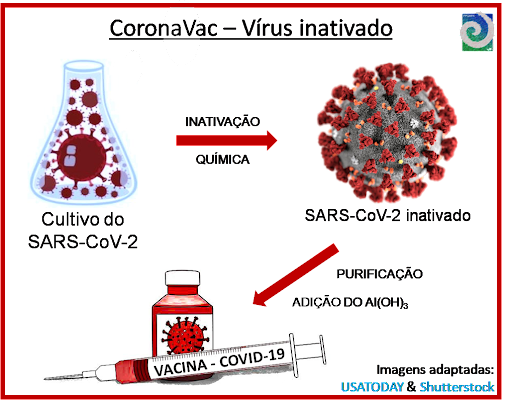 CoronaVac – Vírus inativado
INATIVAÇÃO
QUÍMICA
Cultivo do
SARS-CoV-2
SARS-CoV-2 inativado
PURIFICAÇÃO
ADIÇÃO DO Al(OH)₃
VACINA - COVID-19
Imagens adaptadas:
USATODAY & Shutterstock